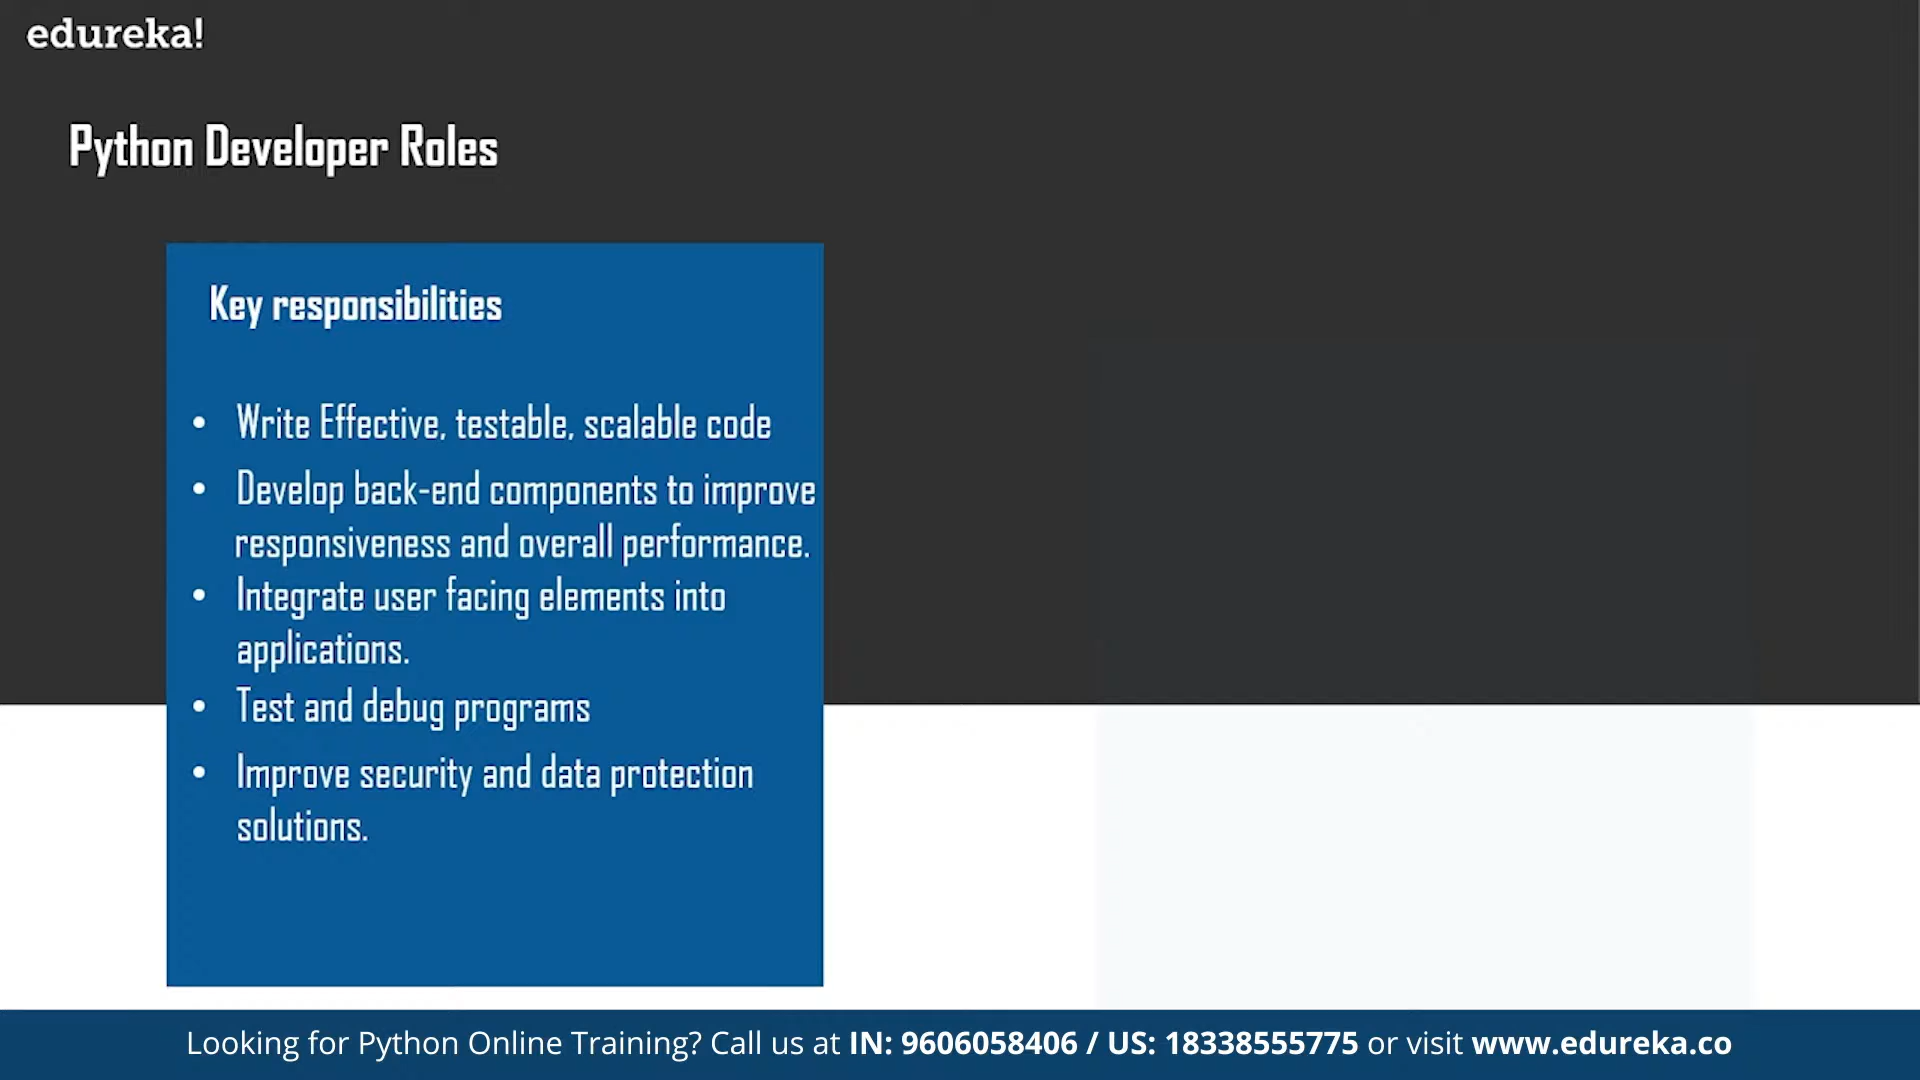 edureka!
Python Developer Roles
Key responsibilities
• Write Effective, testable, scalable code
• Develop back-end components to improve
responsiveness and overall performance.
• Integrate user facing elements into
applications.
• Test and debug programs
• Improve security and data protection
solutions.
Looking for Python Online Training? Call us at IN: 9606058406 / US: 18338555775 or visit www.edureka.co